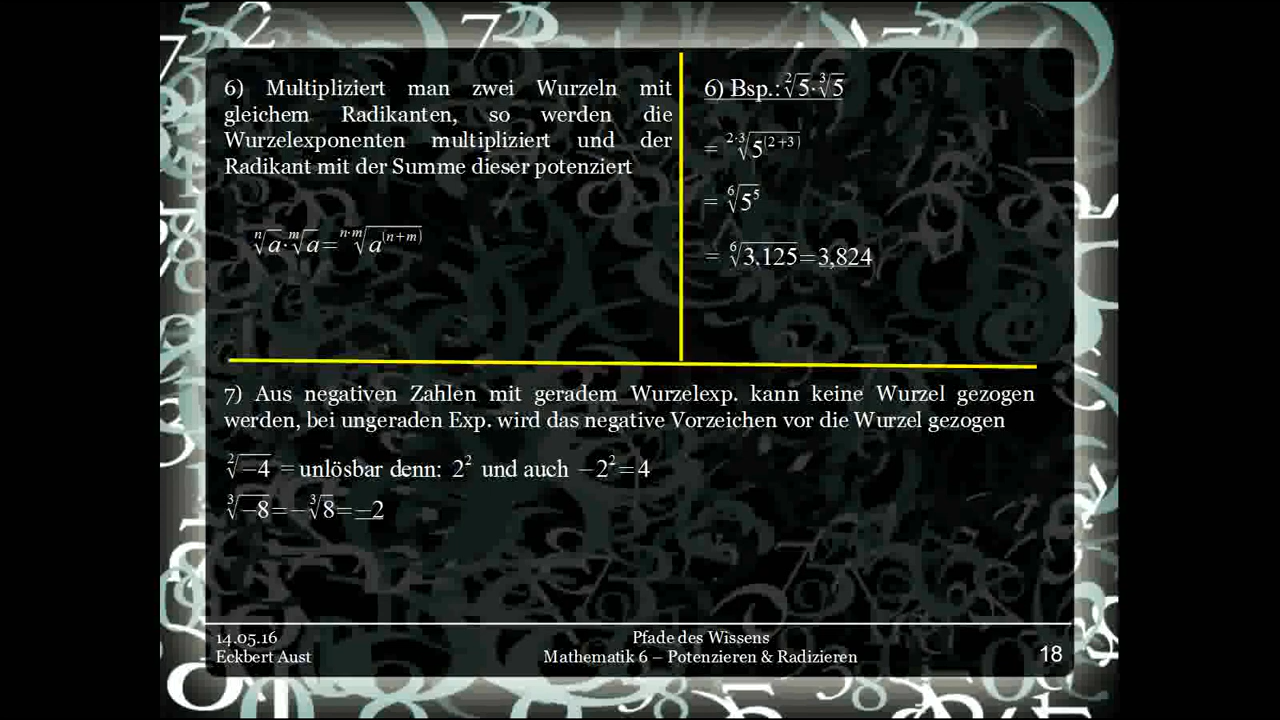 6) Multipliziert man zwei Wurzeln mit
gleichem Radikanten, so werden die
Wurzelexponenten multipliziert und der
Radikant mit der Summe dieser potenziert
ⁿ√a·ᵐ√a=ⁿ·ᵐ√a⁽ⁿ⁺ᵐ⁾
6) Bsp.: ²√5·³√5
= ²·³√5⁽²⁺³⁾
= ⁶√5⁵
= ⁶√3.125=3,824
7) Aus negativen Zahlen mit geradem Wurzelexp. kann keine Wurzel gezogen
werden, bei ungeraden Exp. wird das negative Vorzeichen vor die Wurzel gezogen
²√−4 = unlösbar denn: 2² und auch −2²=4
³√−8=−³√8=−2
14.05.16
Eckbert Aust
Pfade des Wissens
Mathematik 6 – Potenzieren & Radizieren
18